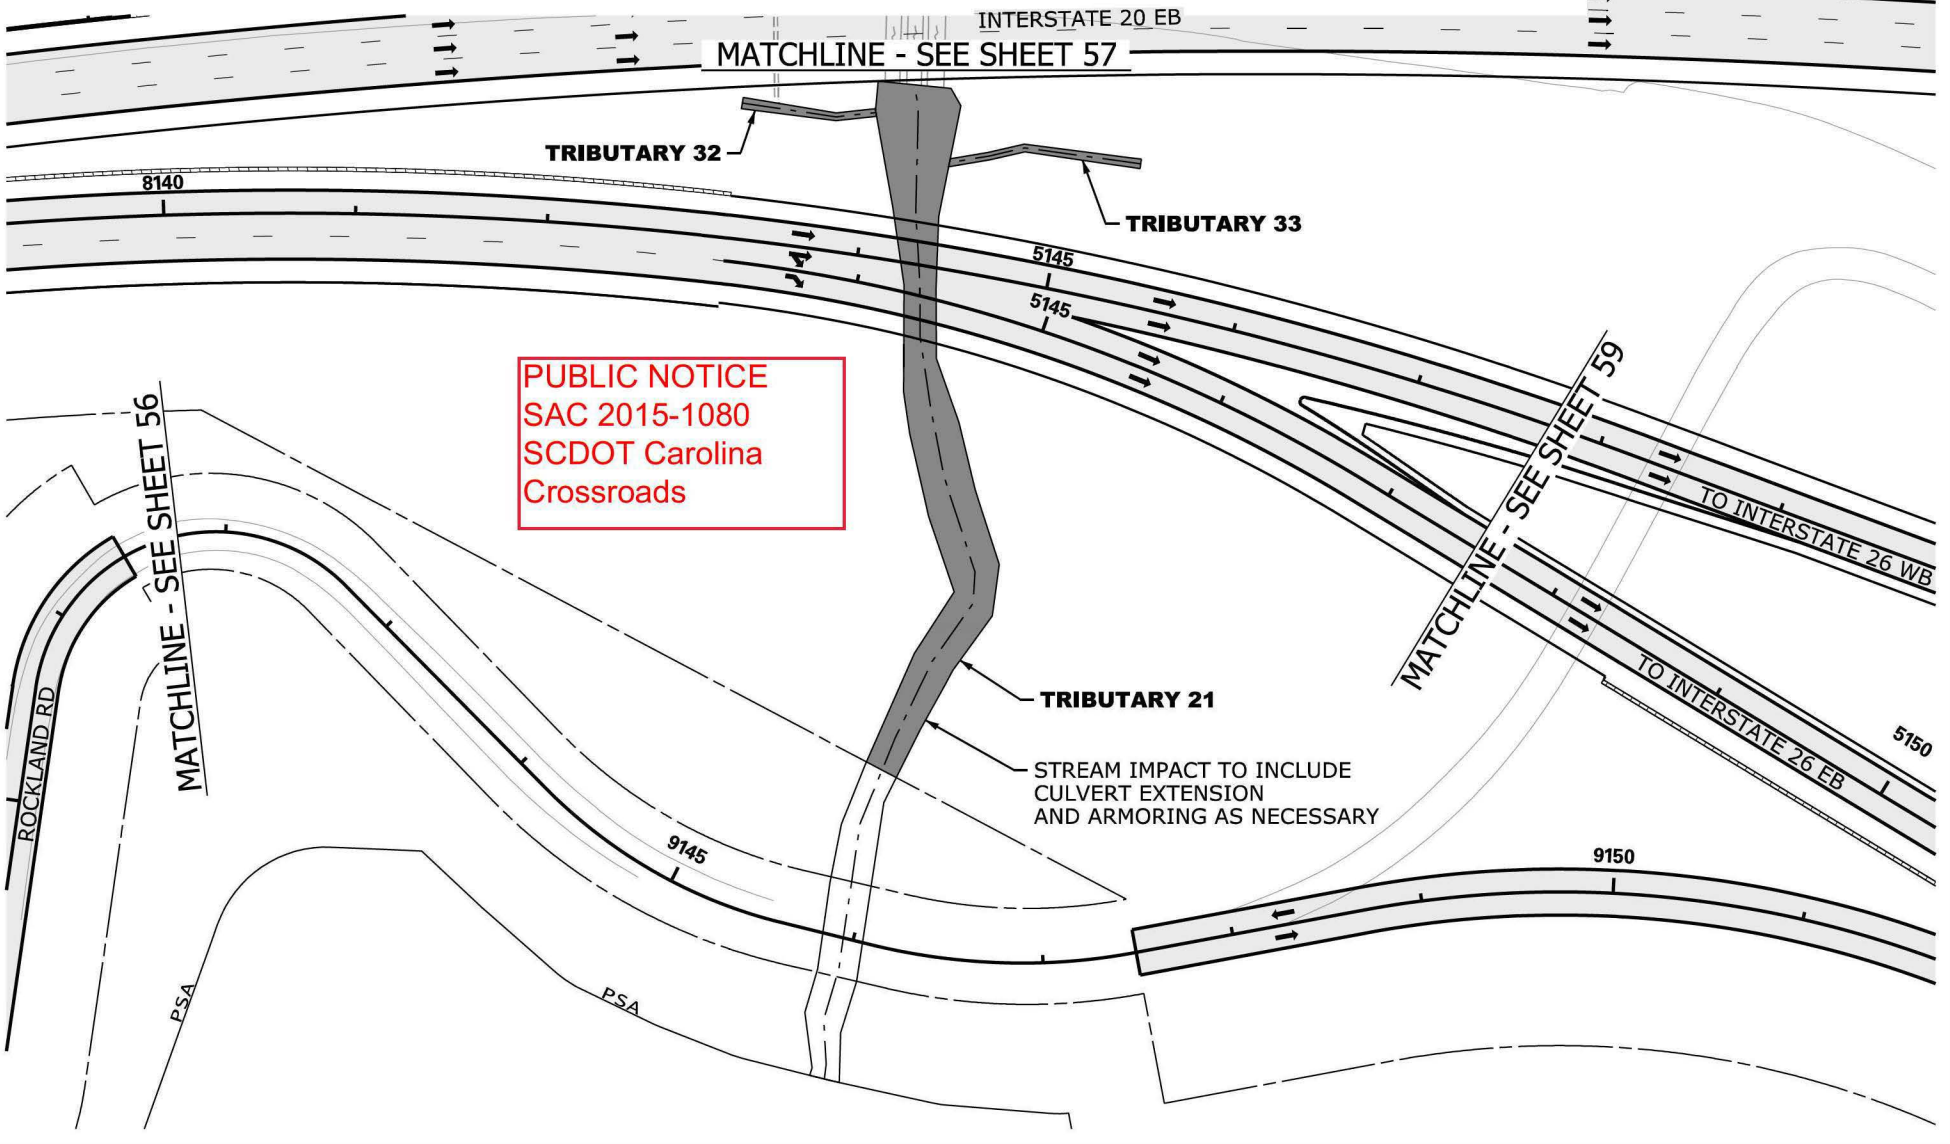 INTERSTATE 20 EB
MATCHLINE - SEE SHEET 57
TRIBUTARY 32
8140
TRIBUTARY 33
5145
5145
PUBLIC NOTICE
SAC 2015-1080
SCDOT Carolina
Crossroads
MATCHLINE - SEE SHEET 56
MATCHLINE - SEE SHEET 59
TO INTERSTATE 26 WB
TO INTERSTATE 26 EB
ROCKLAND RD
TRIBUTARY 21
5150
STREAM IMPACT TO INCLUDE
CULVERT EXTENSION
AND ARMORING AS NECESSARY
9145
9150
PSA
PSA